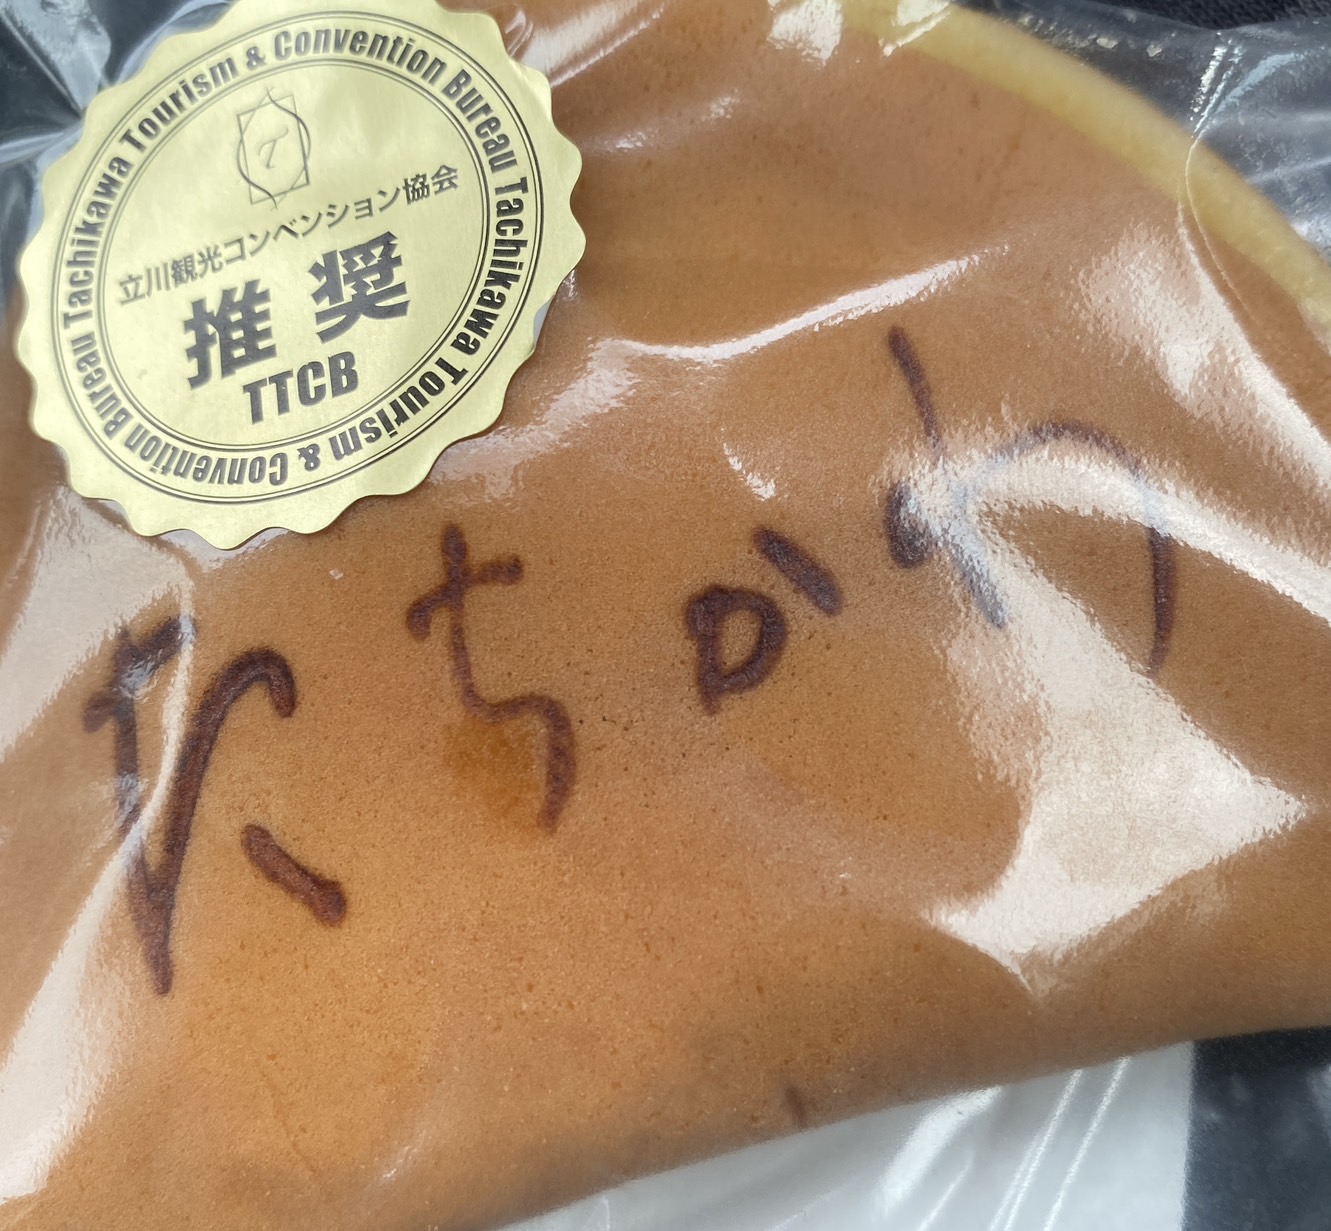 Tachikawa Tourism & Convention Bureau
Tachikawa Tourism & Convention Bureau
T
立川観光コンベンション協会
推奨
TTCB
たちかわ